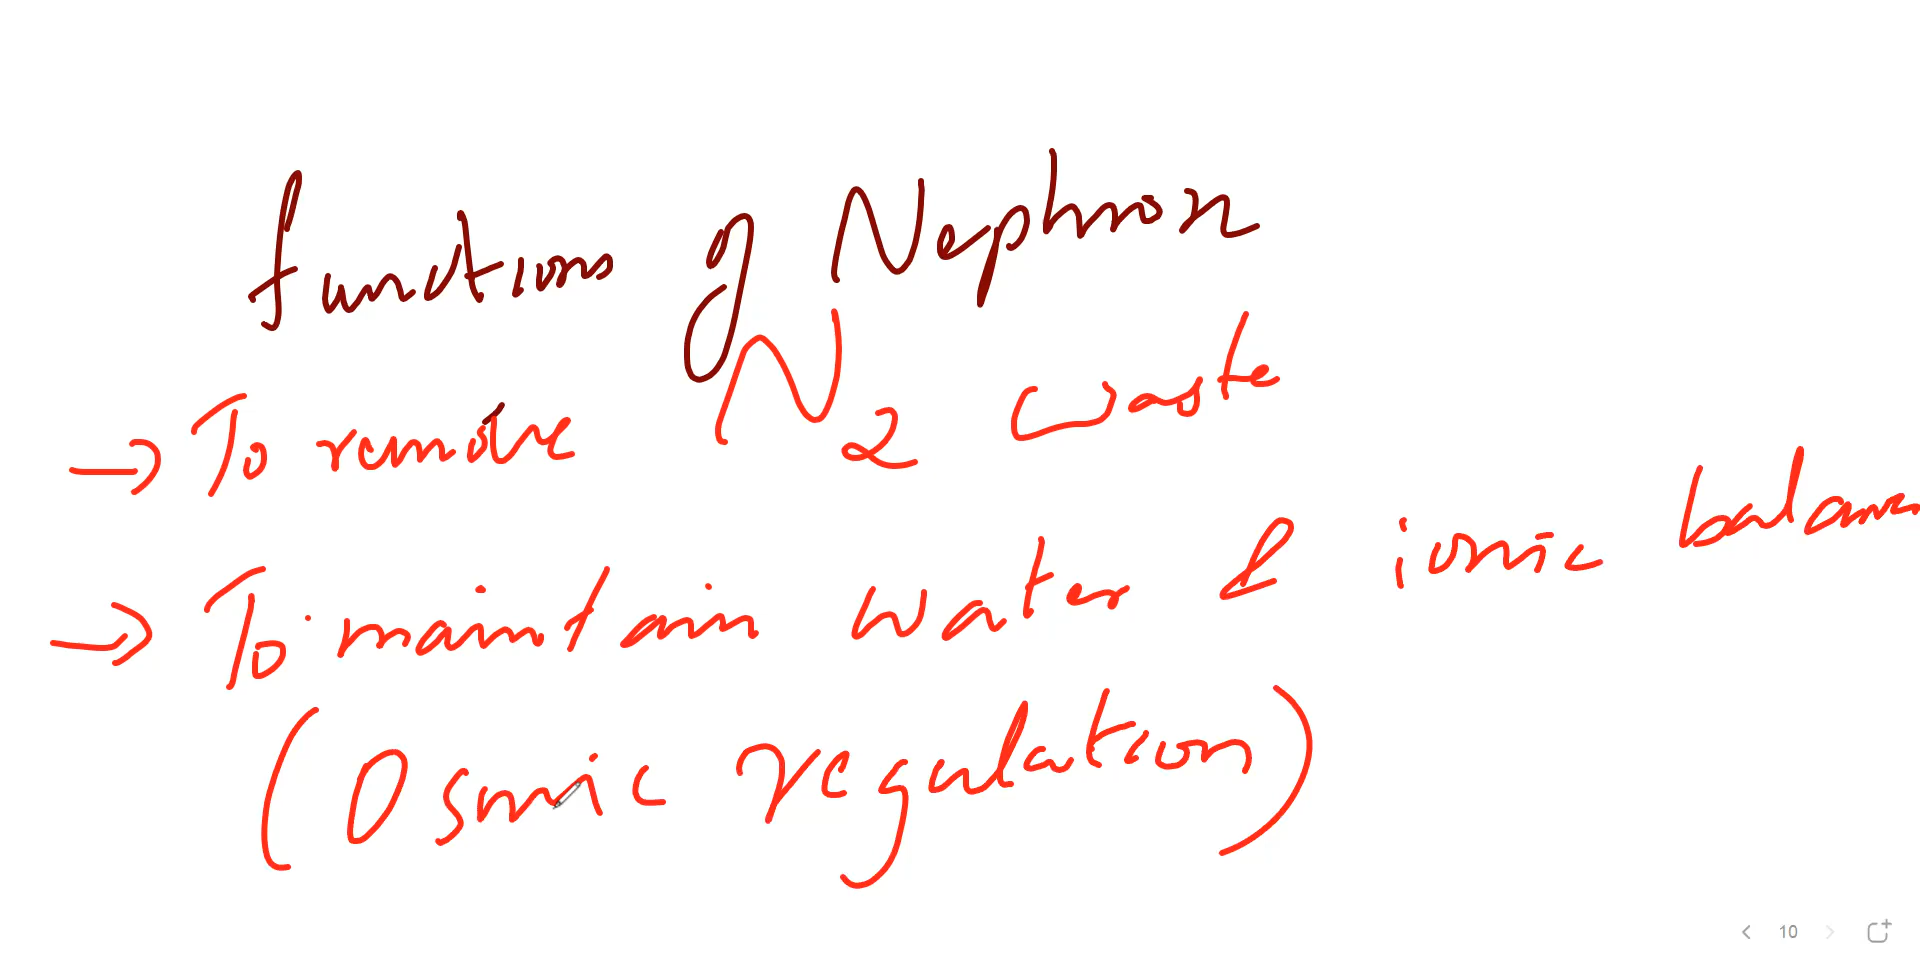 functions of Nephron
→ To remove N2 waste
→ To maintain water & ionic balance
(Osmic regulation)
10